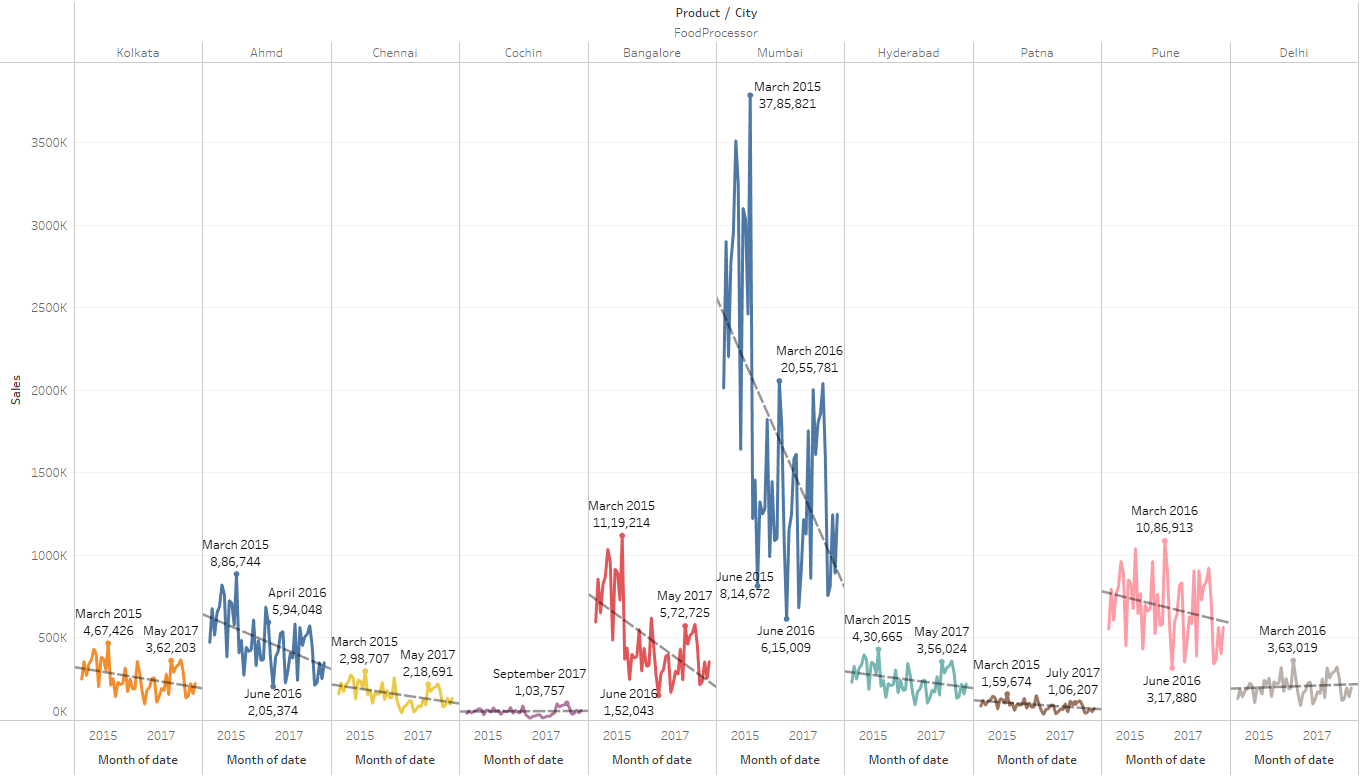 Product / City
FoodProcessor
Kolkata Ahmd Chennai Cochin Bangalore Mumbai Hyderabad Patna Pune Delhi
Sales
3500K
3000K
2500K
2000K
1500K
1000K
500K
0K
March 2015
4,67,426
May 2017
3,62,203
March 2015
8,86,744
April 2016
5,94,048
June 2016
2,05,374
March 2015
2,98,707
May 2017
2,18,691
September 2017
1,03,757
March 2015
11,19,214
May 2017
5,72,725
June 2016
1,52,043
March 2015
37,85,821
March 2016
20,55,781
June 2015
8,14,672
June 2016
6,15,009
March 2015
4,30,665
May 2017
3,56,024
March 2015
1,59,674
July 2017
1,06,207
March 2016
10,86,913
June 2016
3,17,880
March 2016
3,63,019
2015 2017 2015 2017 2015 2017 2015 2017 2015 2017 2015 2017 2015 2017 2015 2017 2015 2017 2015 2017
Month of date Month of date Month of date Month of date Month of date Month of date Month of date Month of date Month of date Month of date